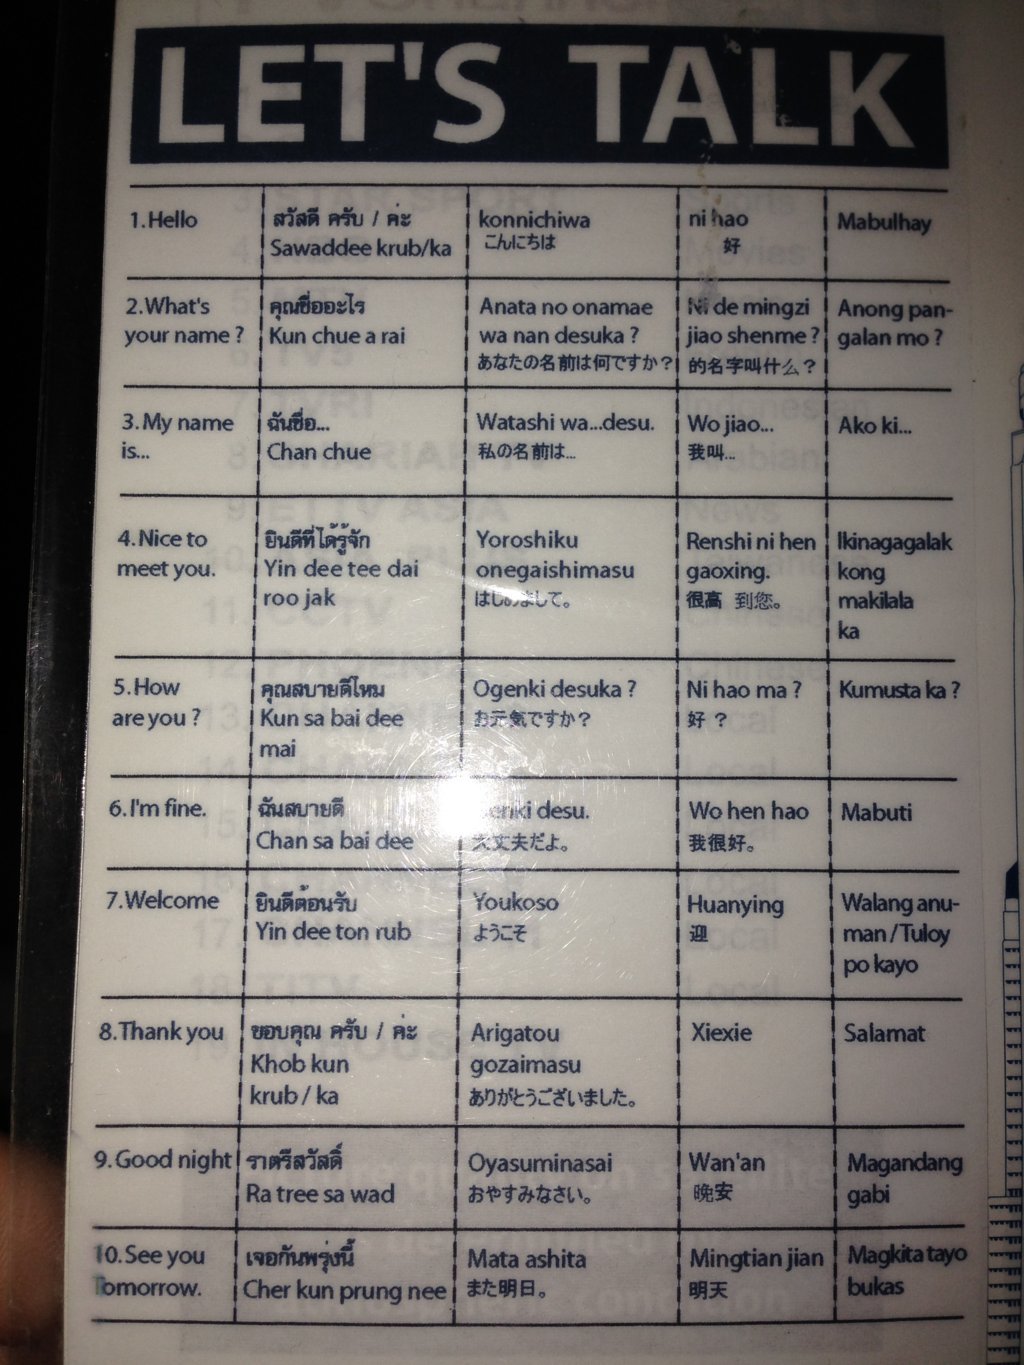 LET'S TALK
1.Hello
สวัสดี ครับ / ค่ะ
Sawaddee krub/ka
konnichiwa
こんにちは
ni hao
好
Mabulhay
2.What's
your name ?
คุณชื่ออะไร
Kun chue a rai
Anata no onamae
wa nan desuka ?
あなたの名前は何ですか？
Ni de mingzi
jiao shenme ?
的名字叫什么？
Anong pan-
galan mo ?
3.My name
is...
ฉันชื่อ...
Chan chue
Watashi wa...desu.
私の名前は...
Wo jiao...
我叫...
Ako ki...
4.Nice to
meet you.
ยินดีที่ได้รู้จัก
Yin dee tee dai
roo jak
Yoroshiku
onegaishimasu
はじめまして。
Renshi ni hen
gaoxing.
很高 到您。
Ikinagagalak
kong
makilala
ka
5.How
are you ?
คุณสบายดีไหม
Kun sa bai dee
mai
Ogenki desuka ?
お元気ですか？
Ni hao ma ?
好 ？
Kumusta ka ?
6.I'm fine.
ฉันสบายดี
Chan sa bai dee
desu.
大丈夫だよ。
Wo hen hao
我很好。
Mabuti
7.Welcome
ยินดีต้อนรับ
Yin dee ton rub
Youkoso
ようこそ
Huanying
迎
Walang anu-
man / Tuloy
po kayo
8.Thank you
ขอบคุณ ครับ / ค่ะ
Khob kun
krub / ka
Arigatou
gozaimasu
ありがとうございました。
Xiexie
Salamat
9.Good night
ราตรีสวัสดิ์
Ra tree sa wad
Oyasuminasai
おやすみなさい。
Wan'an
晚安
Magandang
gabi
10.See you
Tomorrow.
เจอกันพรุ่งนี้
Cher kun prung nee
Mata ashita
また明日。
Mingtian jian
明天
Magkita tayo
bukas